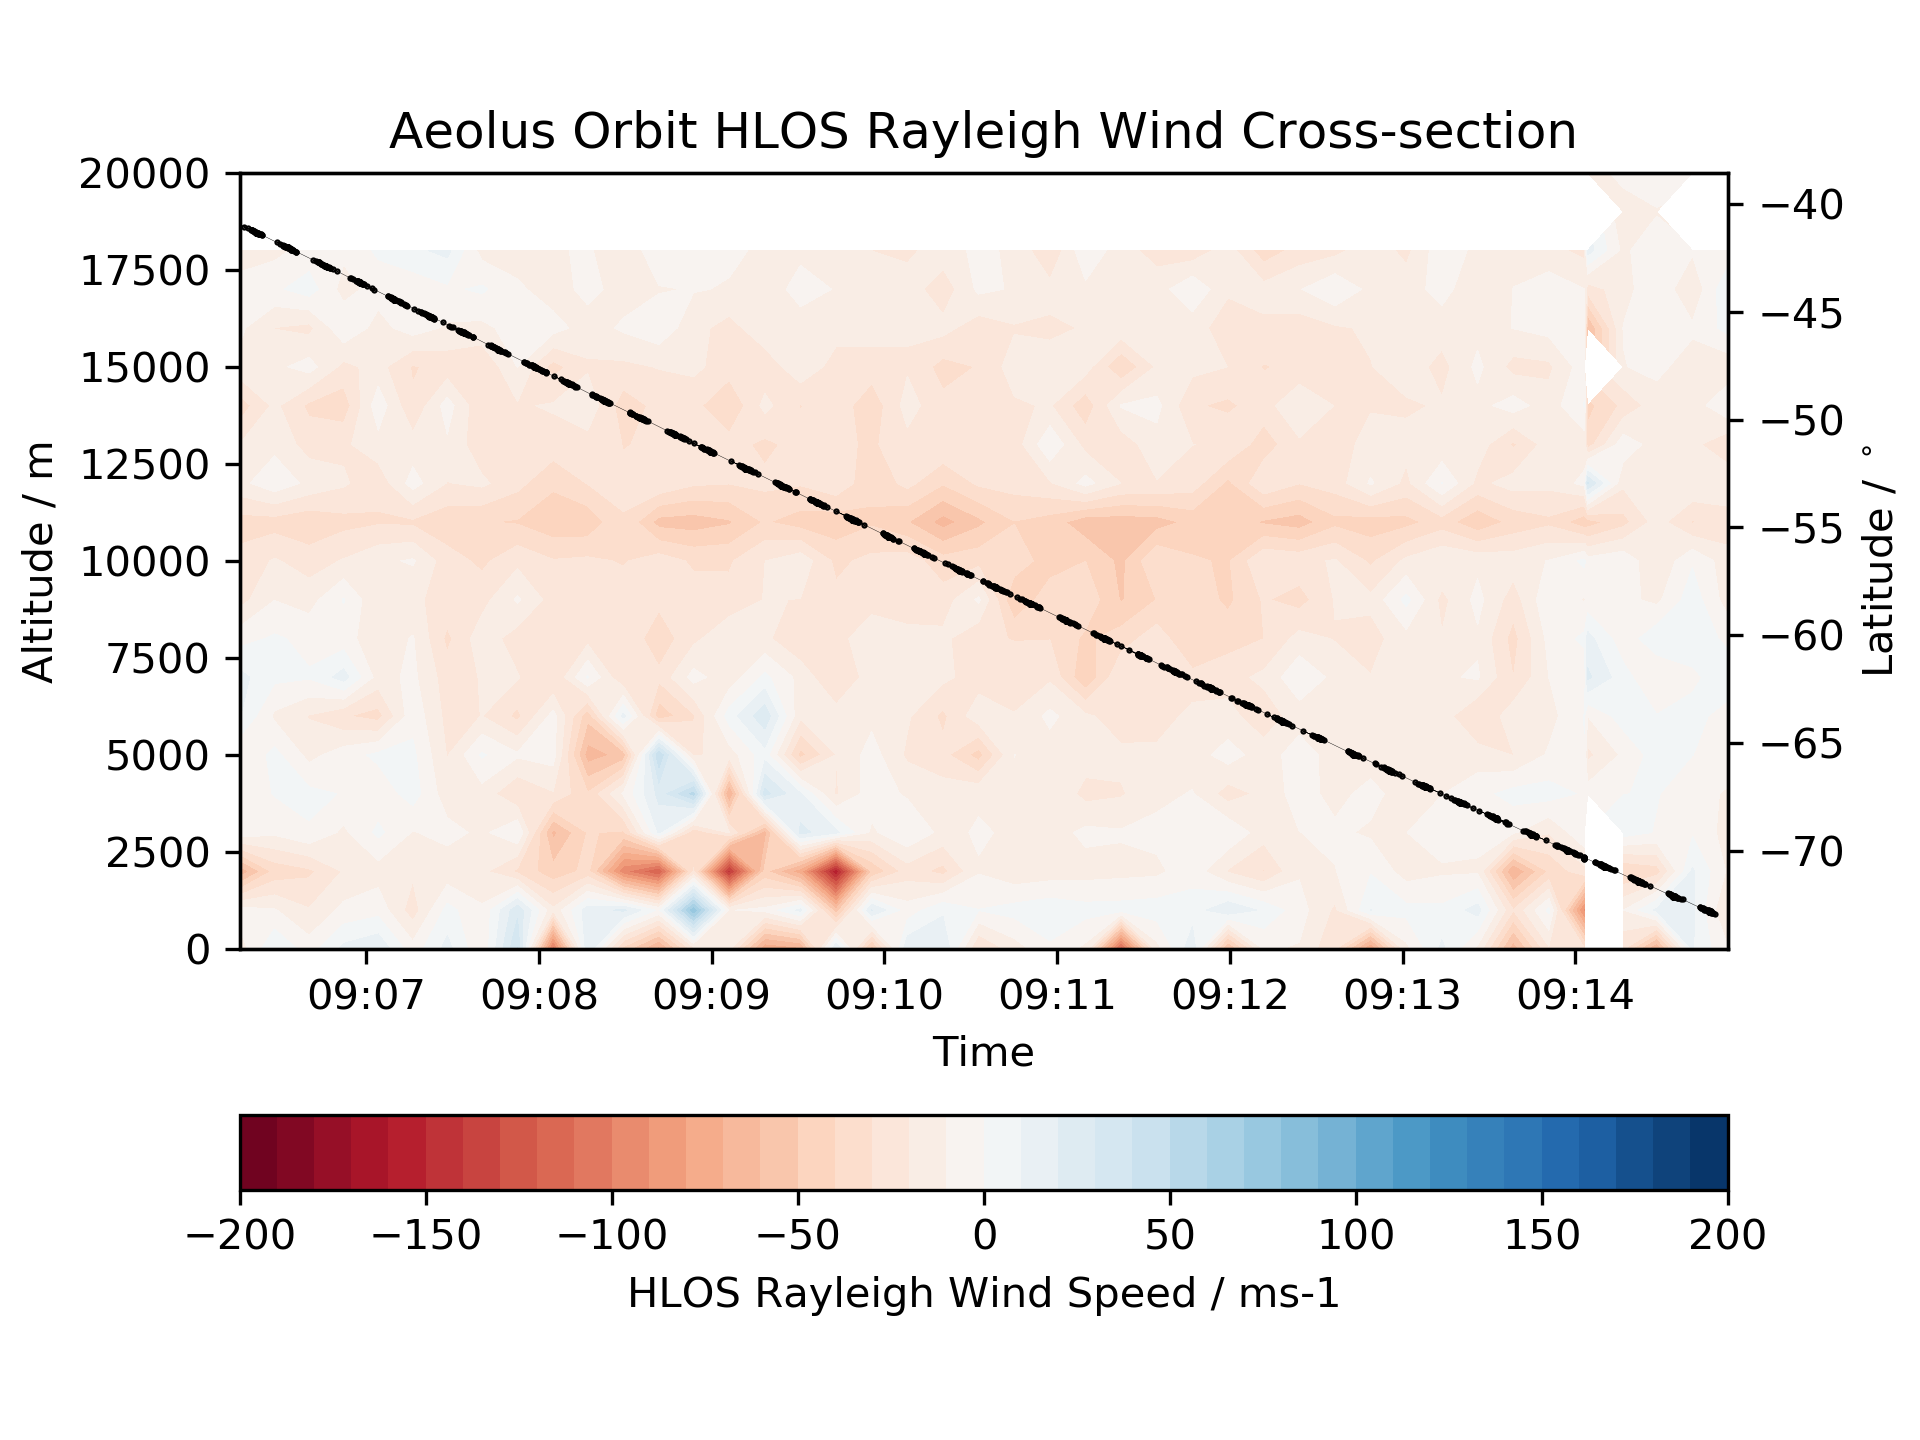 Aeolus Orbit HLOS Rayleigh Wind Cross-section
20000
17500
15000
12500
10000
7500
5000
2500
0
Altitude / m
−40
−45
−50
−55
−60
−65
−70
Latitude / °
09:07 09:08 09:09 09:10 09:11 09:12 09:13 09:14
Time
−200 −150 −100 −50 0 50 100 150 200
HLOS Rayleigh Wind Speed / ms-1